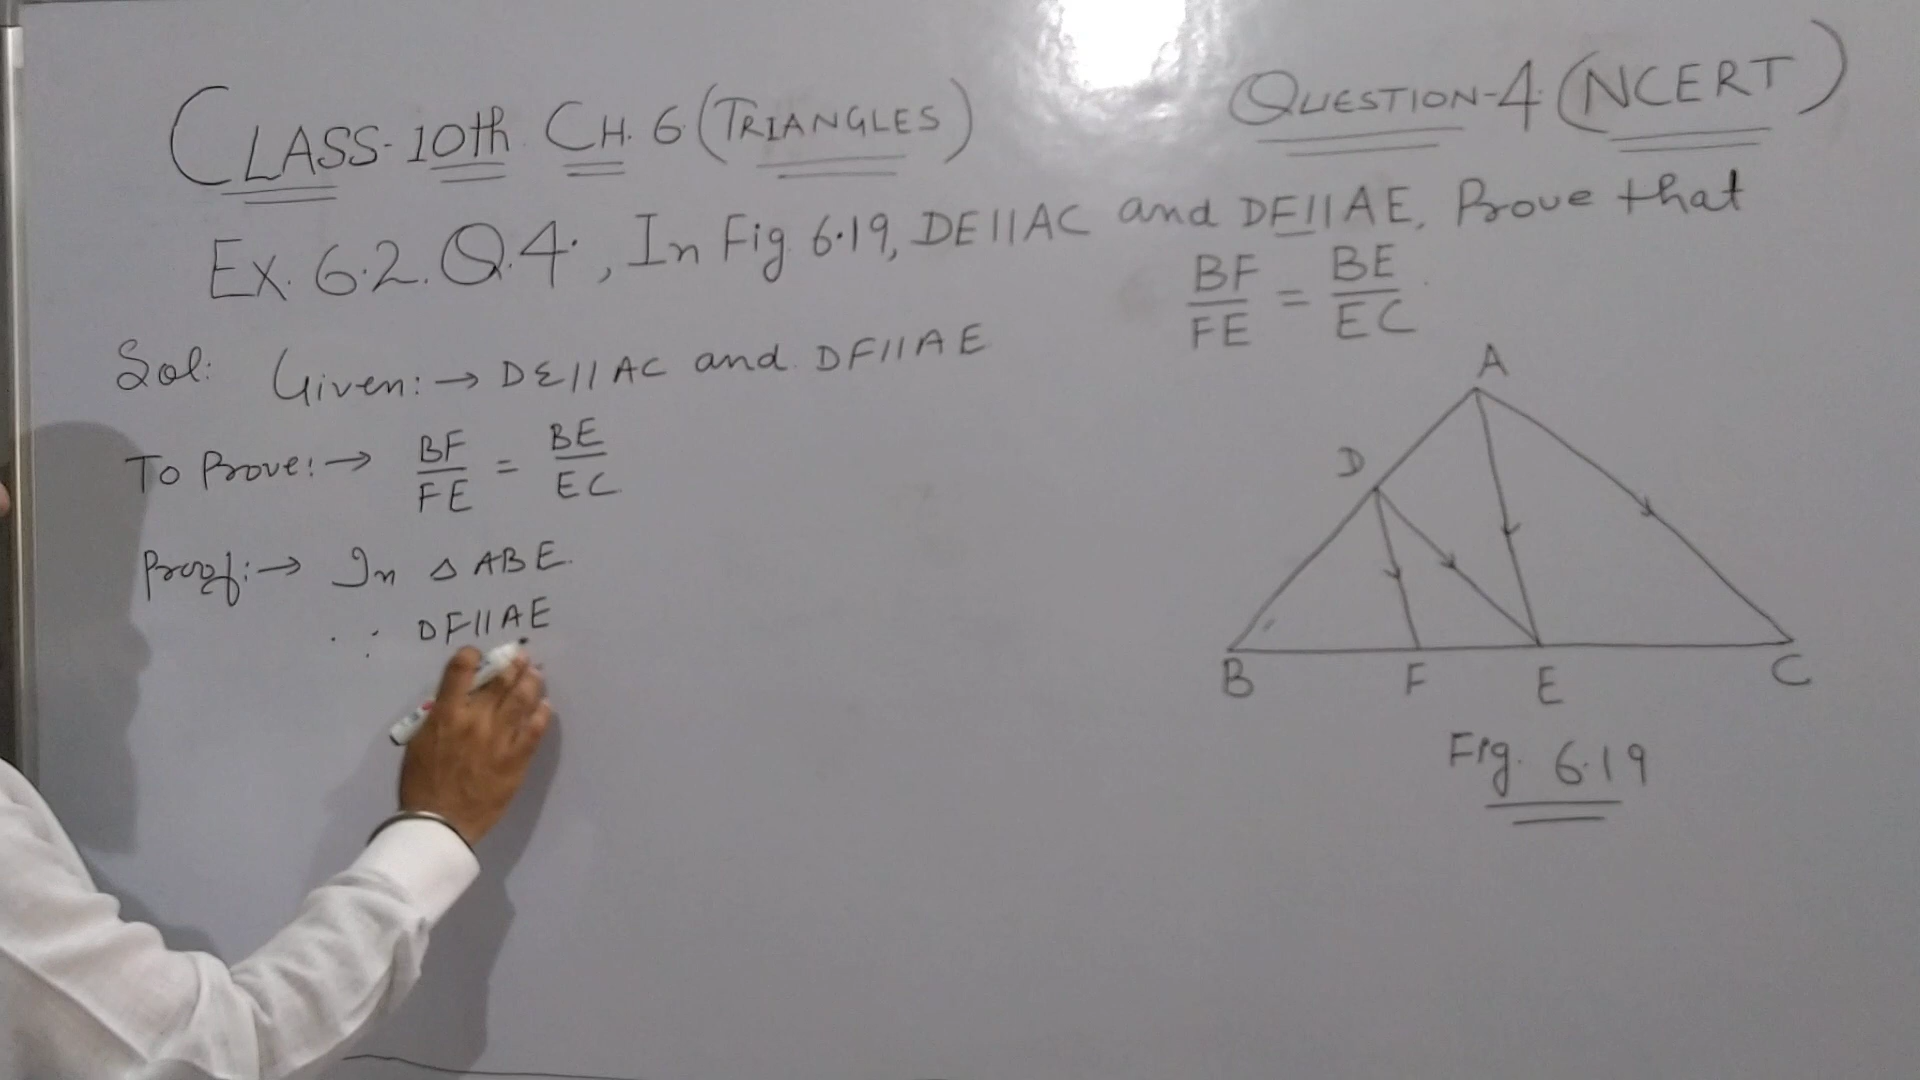 CLASS-10th CH.6 (TRIANGLES)
QUESTION-4 (NCERT)
EX. 6.2. Q.4., In Fig 6.19, DE||AC and DF||AE, Prove that
BF/FE = BE/EC
Sol: Given:→ DE||AC and DF||AE
To Prove:→ BF/FE = BE/EC
Proof:→ In △ ABE.
∵ DF||AE
A
D
B F E C
Fig. 6.19